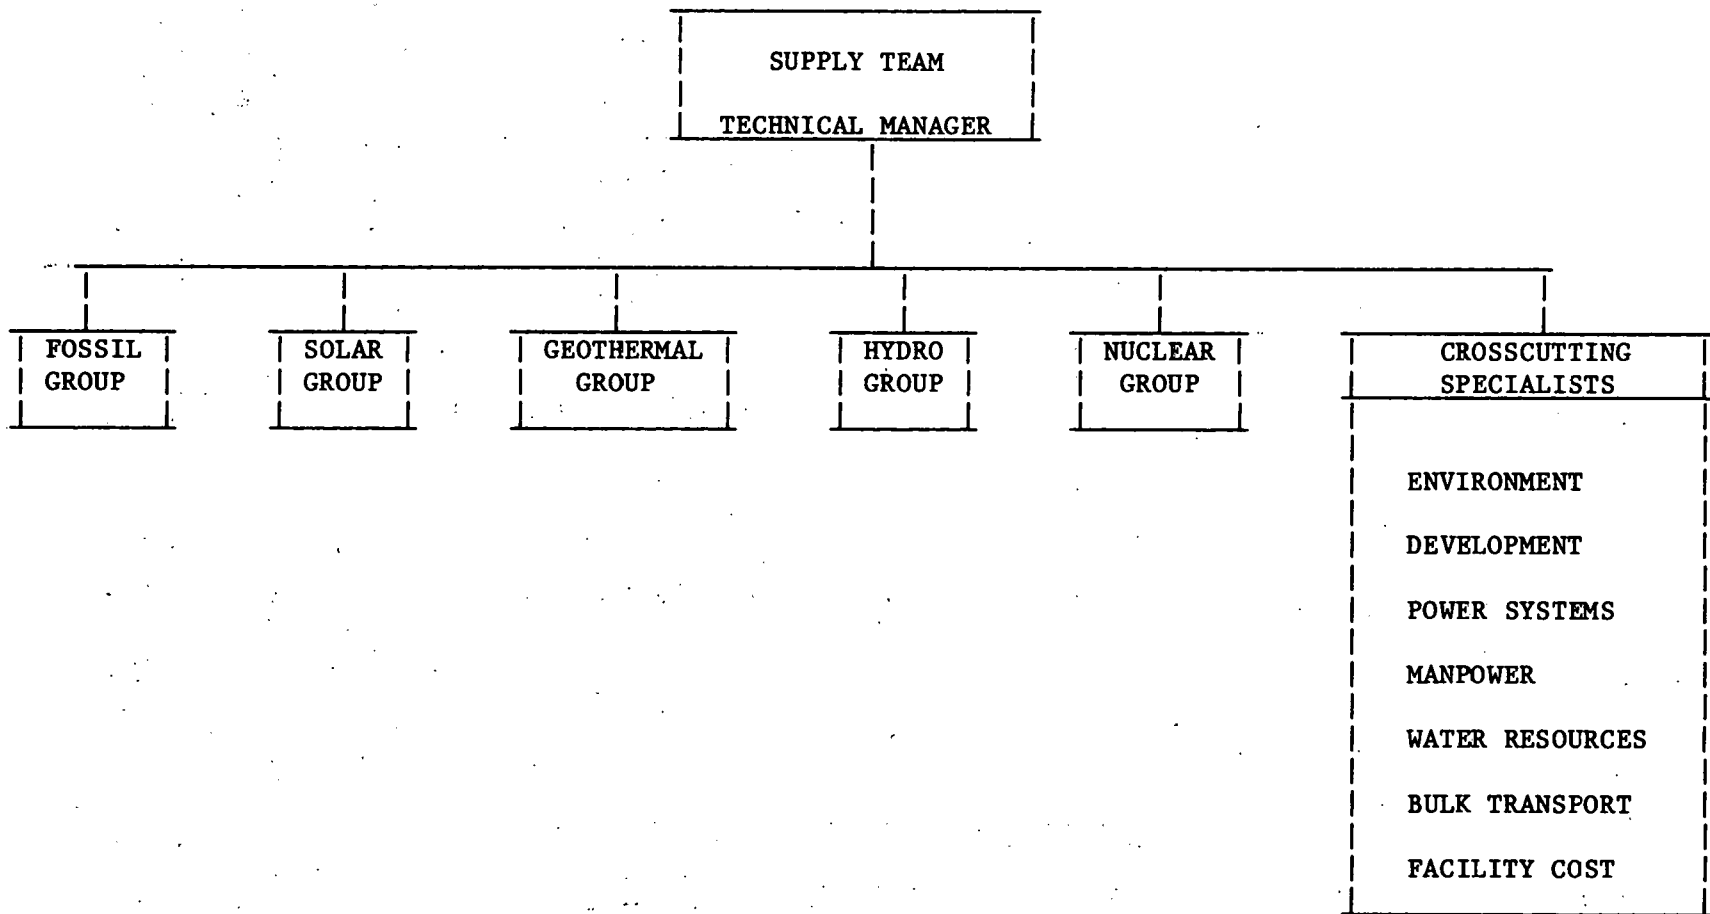 SUPPLY TEAM
TECHNICAL MANAGER
FOSSIL
GROUP
SOLAR
GROUP
GEOTHERMAL
GROUP
HYDRO
GROUP
NUCLEAR
GROUP
CROSSCUTTING
SPECIALISTS
ENVIRONMENT
DEVELOPMENT
POWER SYSTEMS
MANPOWER
WATER RESOURCES
BULK TRANSPORT
FACILITY COST